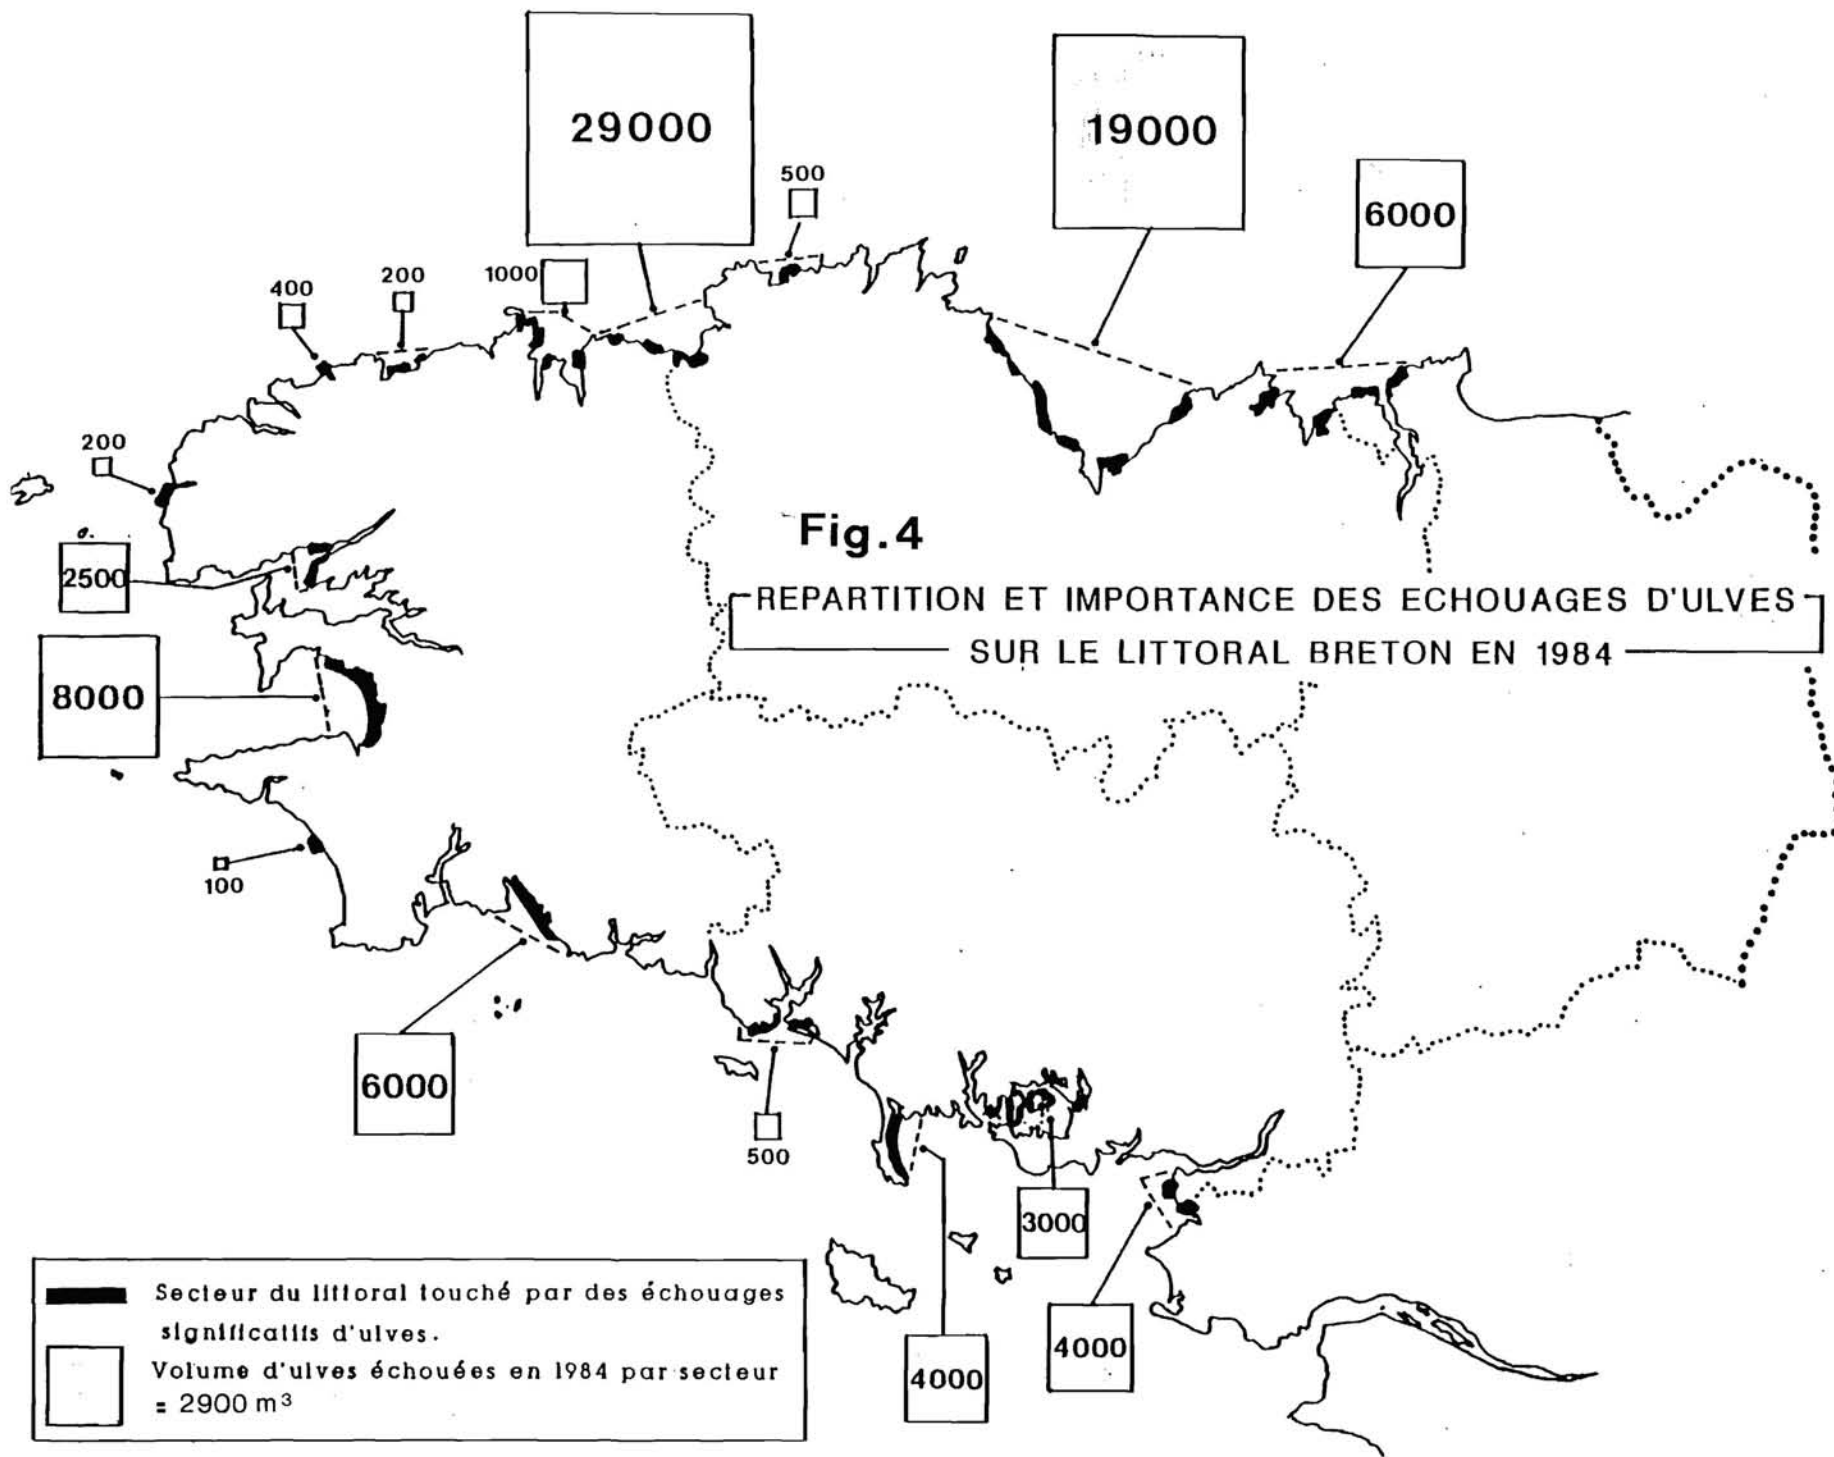 29000
19000
500
6000
1000
200
400
200
Fig.4
2500
REPARTITION ET IMPORTANCE DES ECHOUAGES D'ULVES
SUR LE LITTORAL BRETON EN 1984
8000
100
6000
500
3000
4000
4000
Secteur du littoral touché par des échouages
significatifs d'ulves.
Volume d'ulves échouées en 1984 par secteur
= 2900 m³